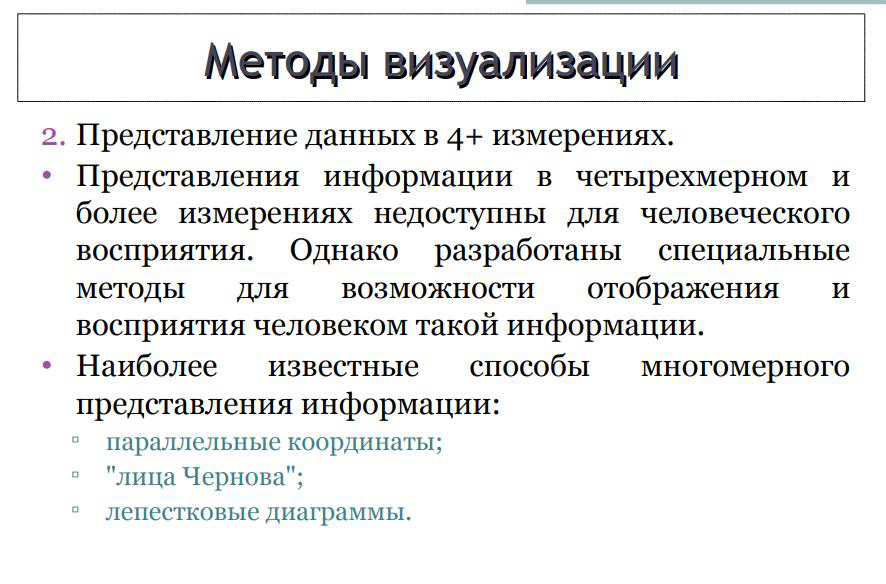 Методы визуализации
2. Представление данных в 4+ измерениях.
• Представления информации в четырехмерном и
более измерениях недоступны для человеческого
восприятия. Однако разработаны специальные
методы для возможности отображения и
восприятия человеком такой информации.
• Наиболее известные способы многомерного
представления информации:
▫ параллельные координаты;
▫ "лица Чернова";
▫ лепестковые диаграммы.